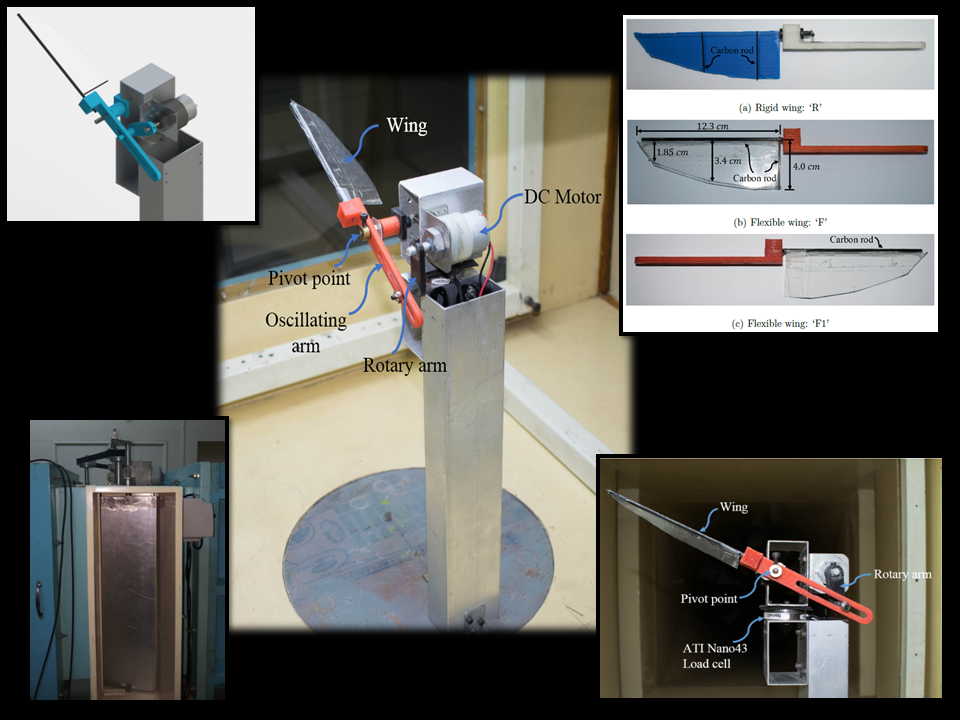 Wing
DC Motor
Pivot point
Oscillating
arm
Rotary arm
Carbon rod
(a) Rigid wing: ‘R’
12.3 cm
1.85 cm
3.4 cm
4.0 cm
Carbon rod
(b) Flexible wing: ‘F’
Carbon rod
(c) Flexible wing: ‘F1’
Wing
Rotary arm
Pivot point
ATI Nano43
Load cell